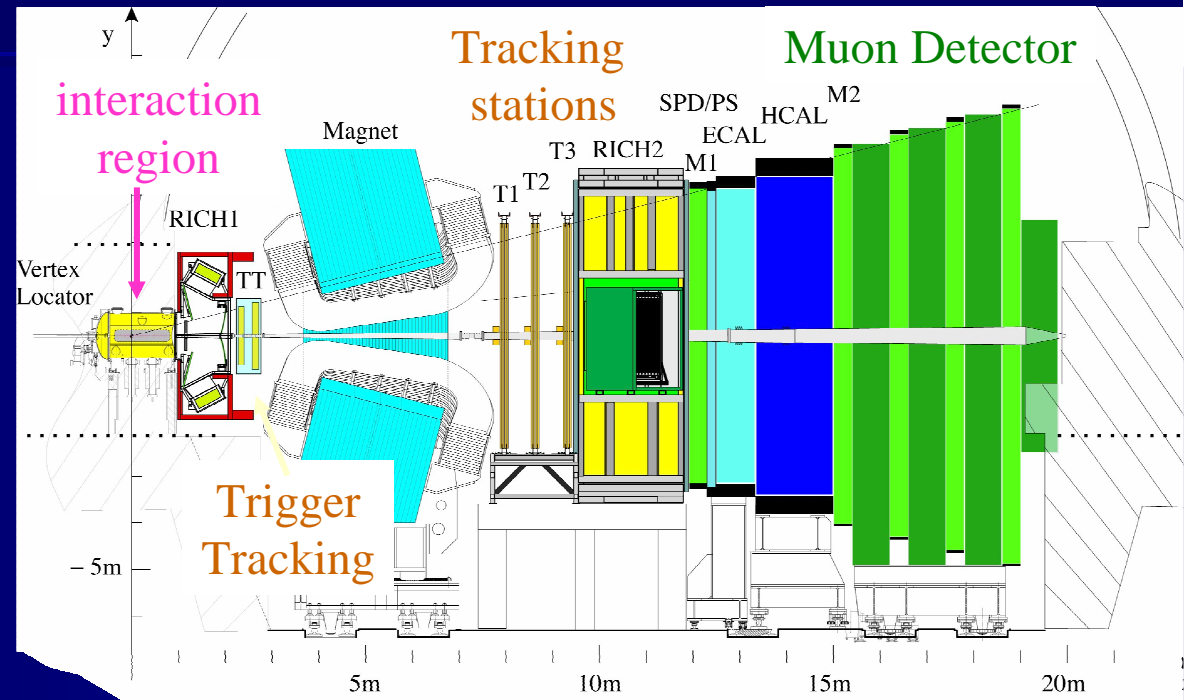 y
Tracking
stations
Muon Detector
interaction
region
Magnet
SPD/PS
ECAL
HCAL
M2
T3
RICH2
M1
T2
T1
RICH1
TT
Vertex
Locator
Trigger
Tracking
– 5m
5m
10m
15m
20m